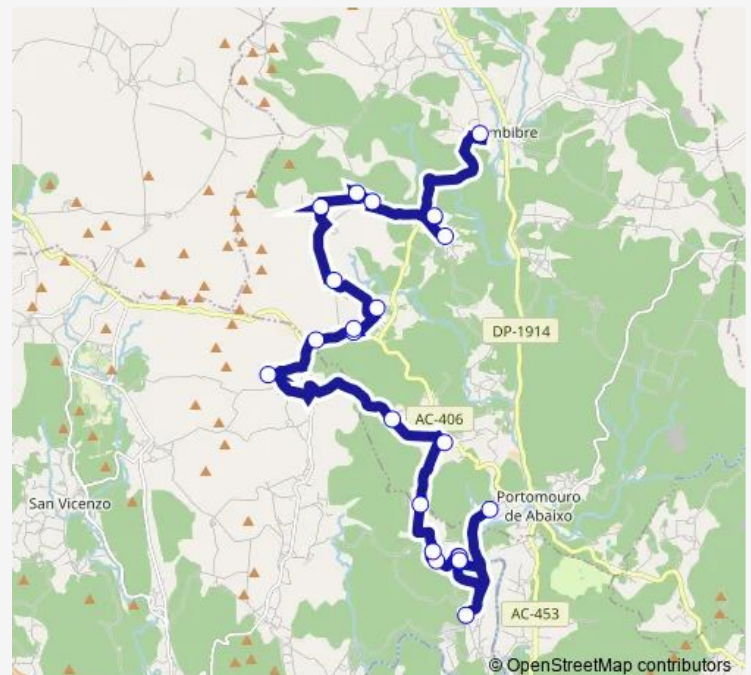 mbibre
DP-1914
AC-406
San Vicenzo
Portomouro
de Abaixo
AC-453
© OpenStreetMap contributors